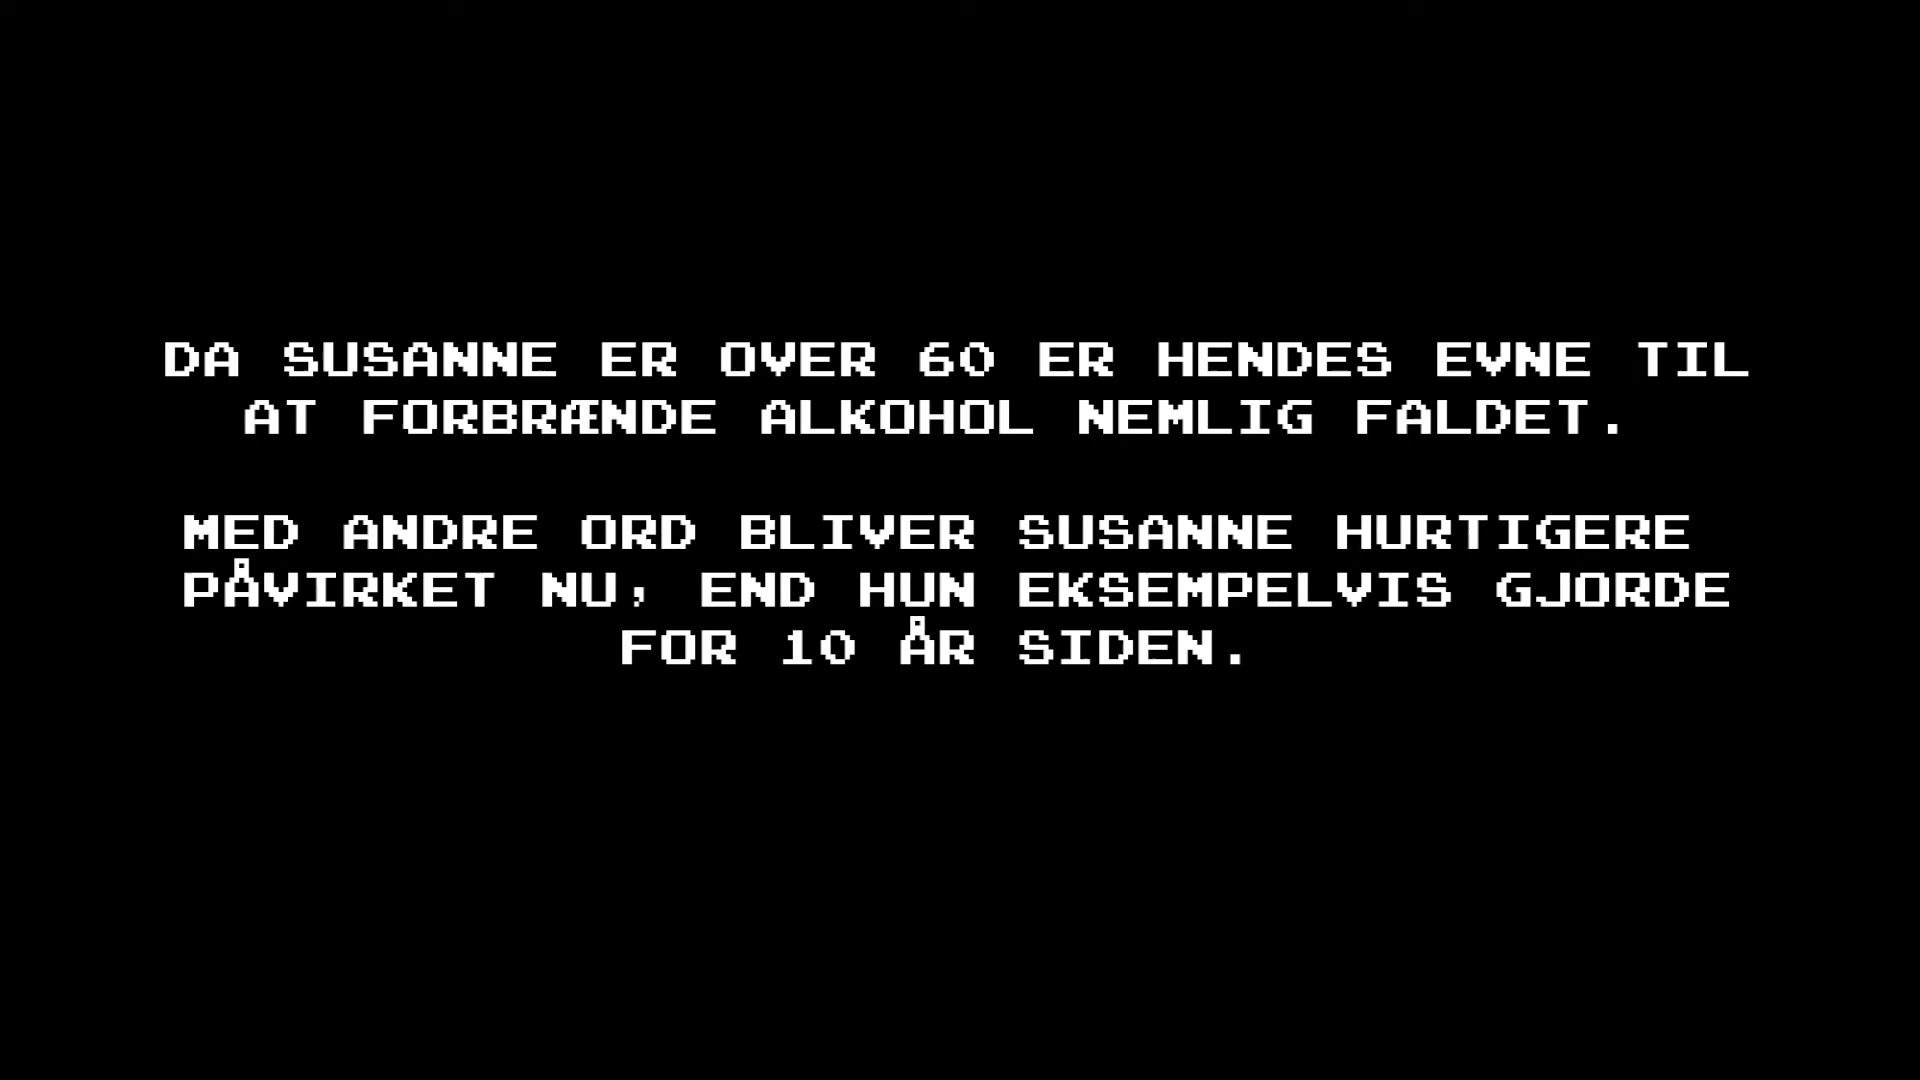 DA SUSANNE ER OVER 60 ER HENDES EVNE TIL
AT FORBRÆNDE ALKOHOL NEMLIG FALDET.
MED ANDRE ORD BLIVER SUSANNE HURTIGERE
PÅVIRKET NU, END HUN EKSEMPELVIS GJORDE
FOR 10 ÅR SIDEN.